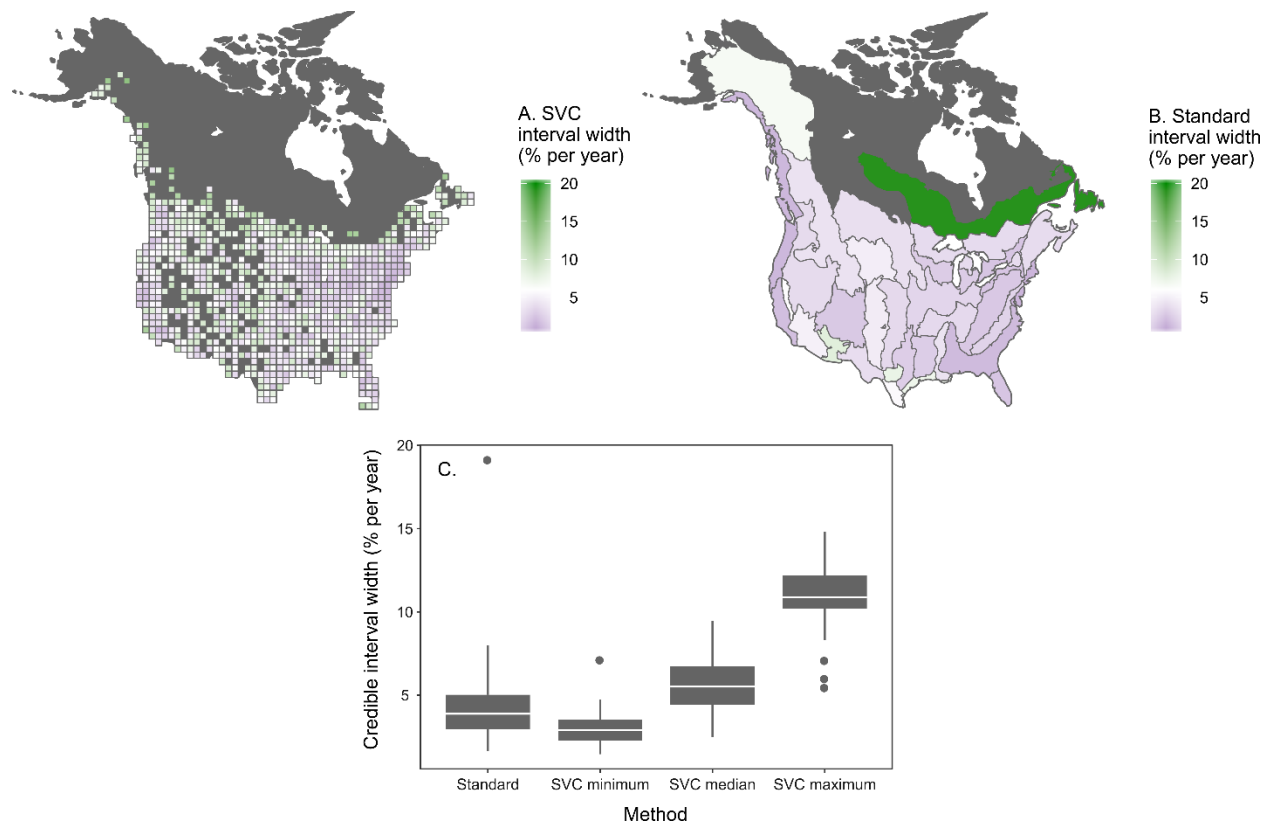 A. SVC
interval width
(% per year)
20
15
10
5
B. Standard
interval width
(% per year)
20
15
10
5
C.
Credible interval width (% per year)
20
15
10
5
Standard
SVC minimum
SVC median
SVC maximum
Method